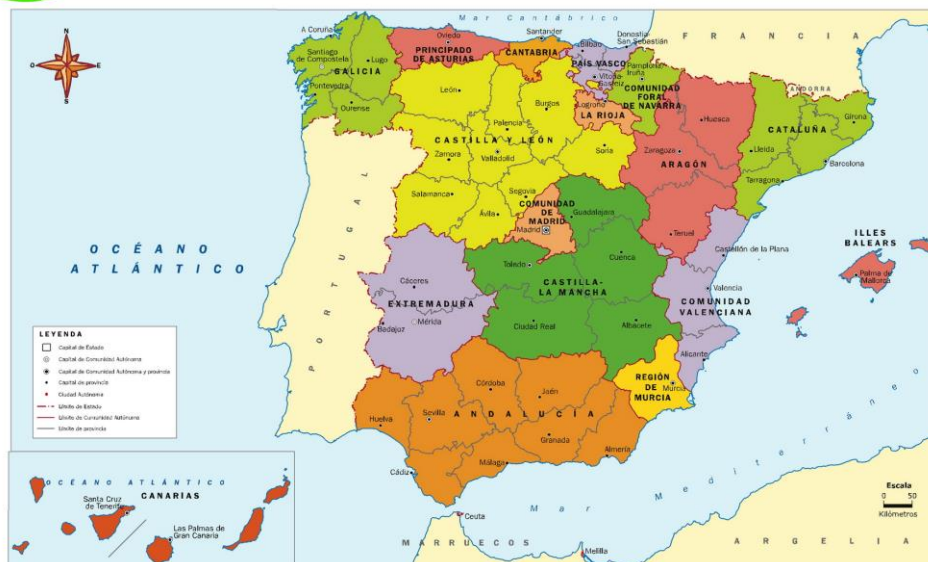 Mar Cantábrico
FRANCIA
ANDORRA
PORTUGAL
OCÉANO
ATLÁNTICO
Mar Mediterráneo
MARRUECOS
ARGELIA
N
S
E
A Coruña
Santiago
de Compostela
Lugo
GALICIA
Pontevedra
Ourense
Oviedo
PRINCIPADO
DE ASTURIAS
Santander
CANTABRIA
Bilbao
Donostia-
San Sebastián
PAÍS VASCO
Vitoria-
Gasteiz
Pamplona-
Iruña
COMUNIDAD
FORAL
DE NAVARRA
Logroño
LA RIOJA
León
Burgos
Palencia
CASTILLA Y LEÓN
Zamora
Valladolid
Soria
Salamanca
Segovia
Ávila
Huesca
Zaragoza
ARAGÓN
Teruel
CATALUÑA
Girona
Lleida
Barcelona
Tarragona
COMUNIDAD
DE
MADRID
Madrid
Guadalajara
Cuenca
Toledo
CASTILLA-
LA MANCHA
Ciudad Real
Albacete
Cáceres
EXTREMADURA
Badajoz
Mérida
Castellón de la Plana
Valencia
COMUNIDAD
VALENCIANA
Alicante
ILLES
BALEARS
Palma de
Mallorca
REGIÓN
DE
MURCIA
Murcia
Córdoba
Jaén
Huelva
Sevilla
ANDALUCÍA
Granada
Almería
Málaga
Cádiz
Ceuta
Melilla
LEYENDA
Capital de Estado
Capital de Comunidad Autónoma
Capital de Comunidad Autónoma y provincia
Capital de provincia
Ciudad Autónoma
Límite de Estado
Límite de Comunidad Autónoma
Límite de provincia
OCÉANO ATLÁNTICO
CANARIAS
Santa Cruz
de Tenerife
Las Palmas de
Gran Canaria
Escala
0 50
Kilómetros